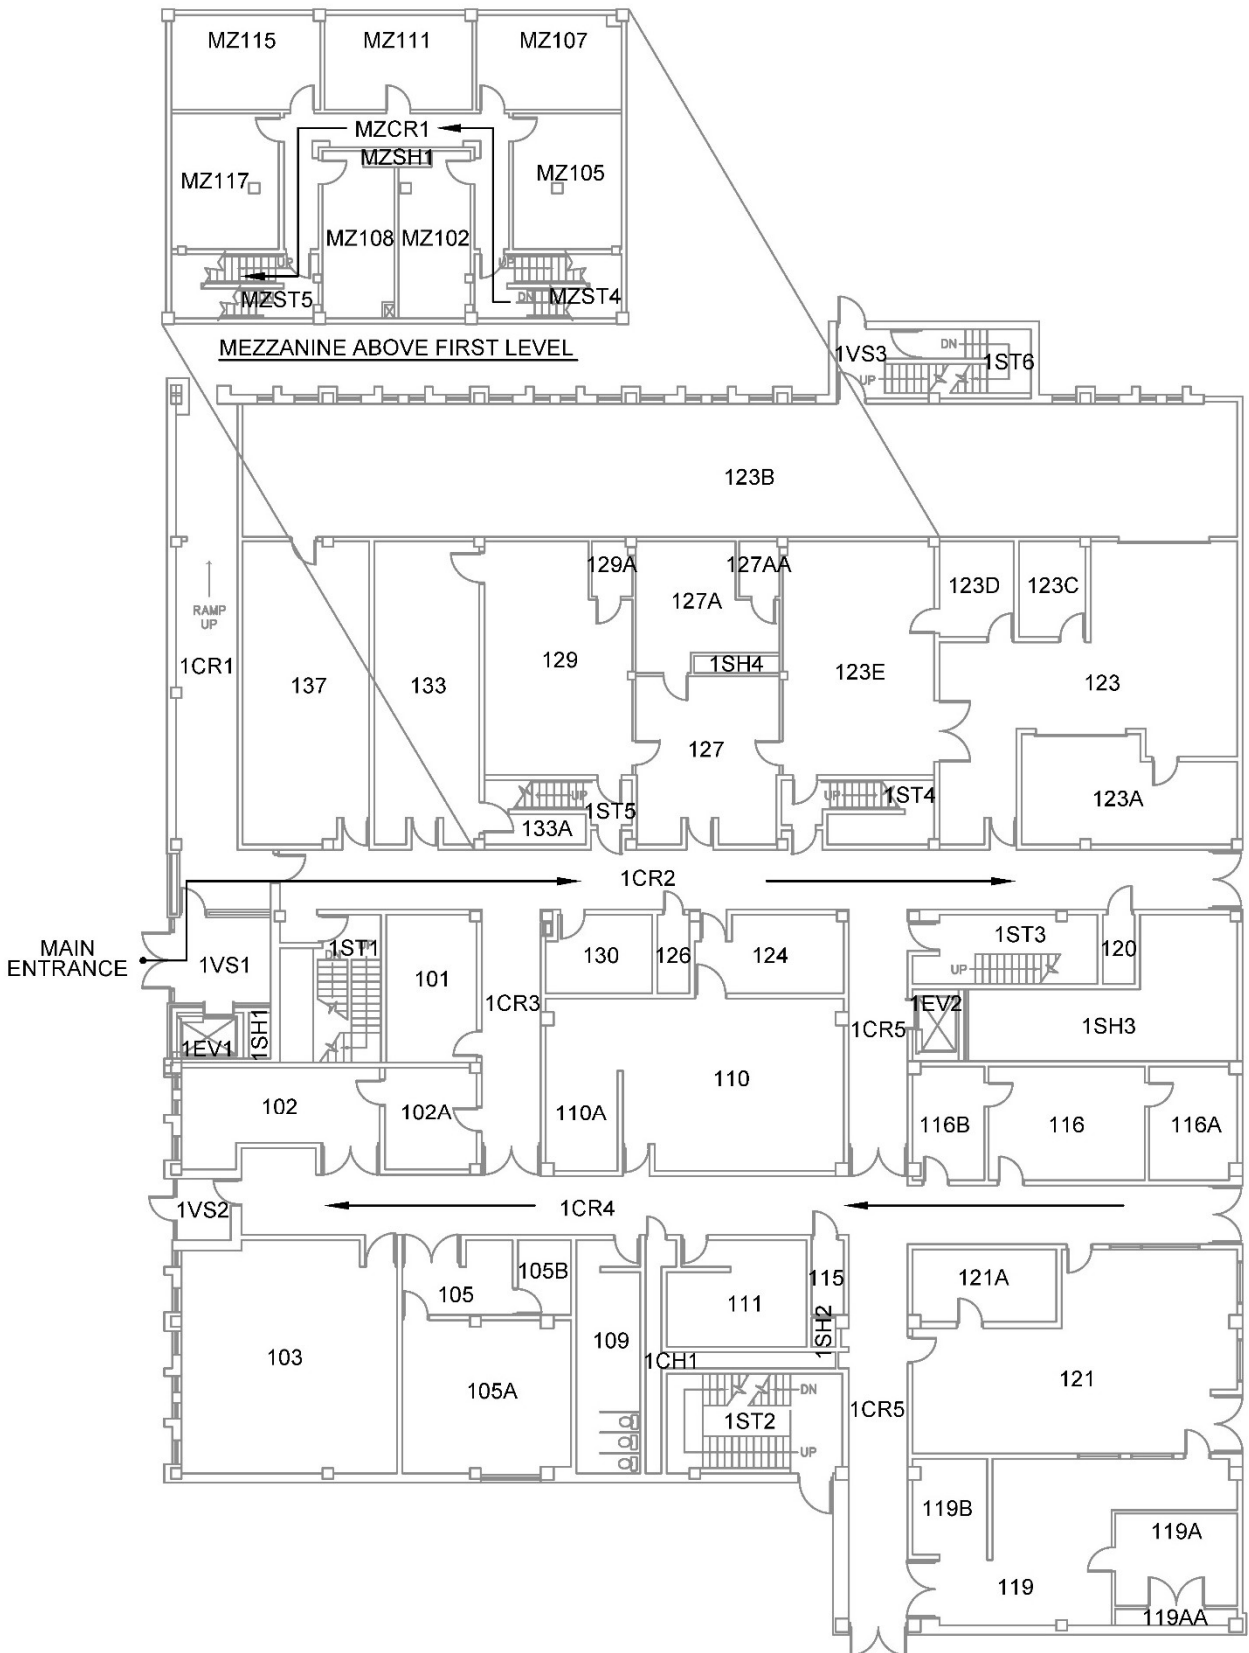 MZ115
MZ111
MZ107
MZCR1
MZSH1
MZ117
MZ105
MZ108
MZ102
UP
UP
MZST5
DN
DN
MZST4
MEZZANINE ABOVE FIRST LEVEL
1VS3
DN
1ST6
UP
123B
129A
127AA
123D
123C
127A
RAMP
UP
1CR1
137
133
129
1SH4
123E
123
127
UP
1ST5
UP
1ST4
123A
133A
1CR2
MAIN
ENTRANCE
1VS1
1ST1
UP
DN
101
1CR3
130
126
124
1ST3
120
UP
1CR5
1EV2
1SH3
1EV1
1SH1
102
102A
110A
110
116B
116
116A
1VS2
1CR4
105
105B
115
121A
111
109
1SH2
103
1CH1
105A
121
DN
1ST2
1CR5
UP
119B
119A
119
119AA